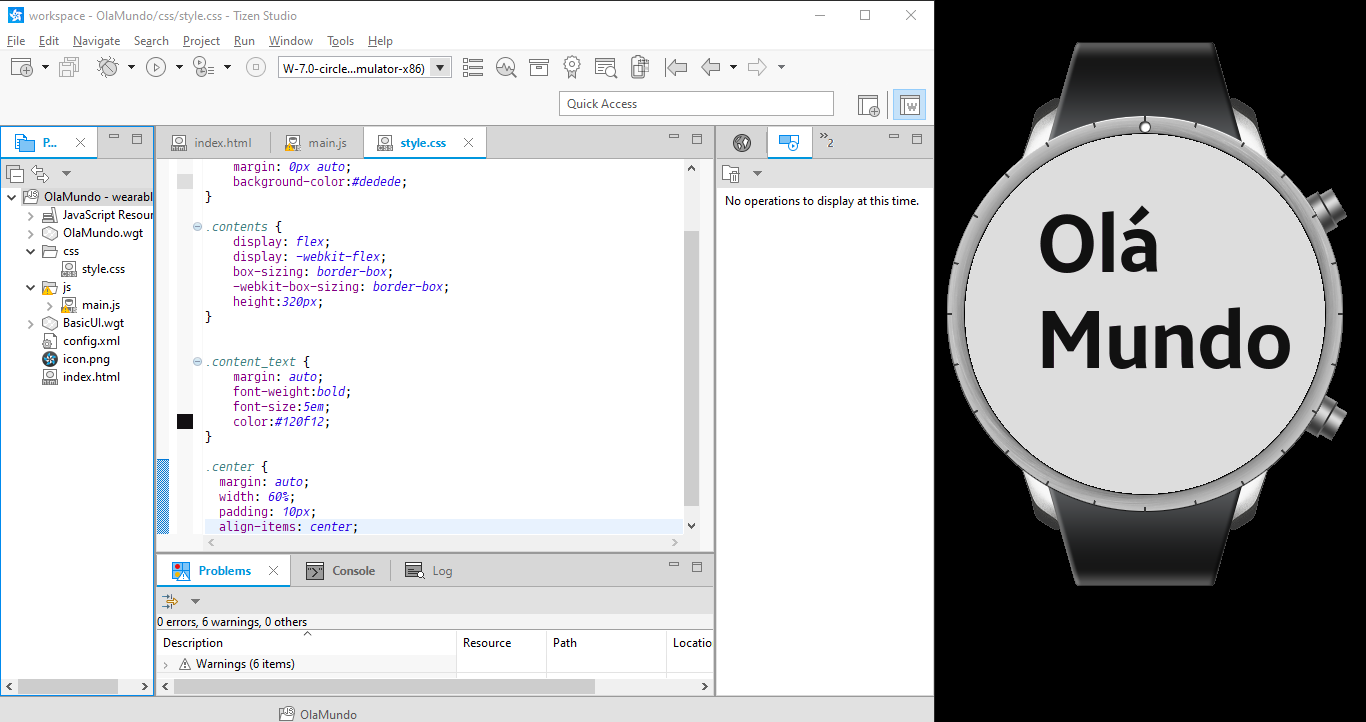 workspace - OlaMundo/css/style.css - Tizen Studio
File Edit Navigate Search Project Run Window Tools Help
W-7.0-circle...mulator-x86)
Quick Access
P...
index.html
main.js
style.css
2
OlaMundo - wearabl
JavaScript Resour
OlaMundo.wgt
css
style.css
js
main.js
BasicUI.wgt
config.xml
icon.png
index.html
margin: 0px auto;
background-color:#dedede;
}
.contents {
display: flex;
display: -webkit-flex;
box-sizing: border-box;
-webkit-box-sizing: border-box;
height:320px;
}
.content_text {
margin: auto;
font-weight:bold;
font-size:5em;
color:#120f12;
}
.center {
margin: auto;
width: 60%;
padding: 10px;
align-items: center;
No operations to display at this time.
Problems
Console
Log
0 errors, 6 warnings, 0 others
Description Resource Path Locatio
Warnings (6 items)
OlaMundo
Olá
Mundo